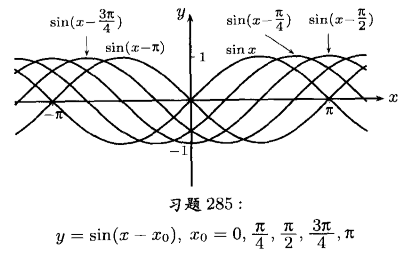 sin(x−3π/4) y sin(x−π/4) sin(x−π/2)
sin(x−π) 1 sin x
−π π x
−1
习题 285：
y = sin(x − x₀), x₀ = 0, π/4, π/2, 3π/4, π